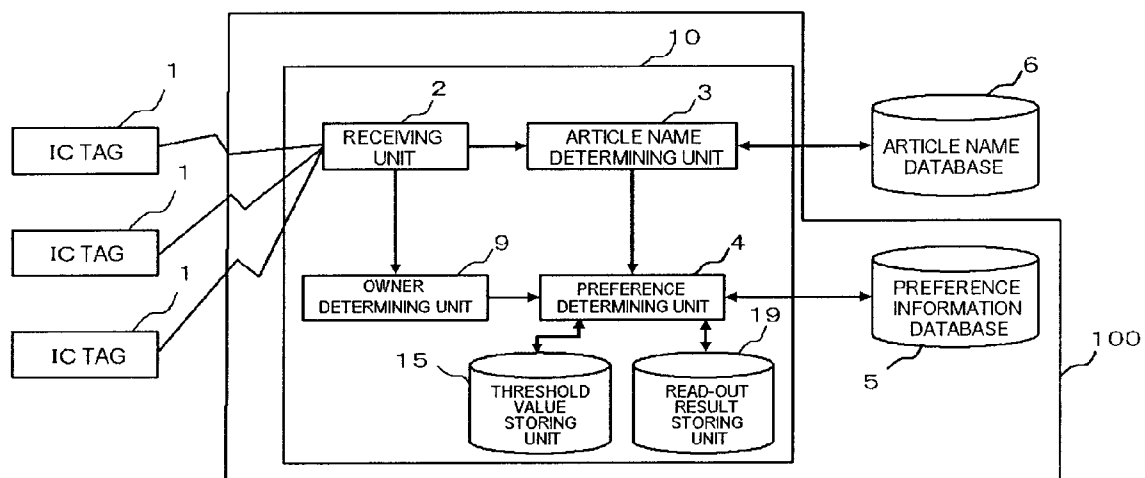 10
6
1
2
3
IC TAG
RECEIVING
UNIT
ARTICLE NAME
DETERMINING UNIT
ARTICLE NAME
DATABASE
1
IC TAG
9
4
OWNER
DETERMINING UNIT
PREFERENCE
DETERMINING UNIT
PREFERENCE
INFORMATION
DATABASE
1
IC TAG
15
THRESHOLD
VALUE
STORING
UNIT
19
READ-OUT
RESULT
STORING
UNIT
5
100